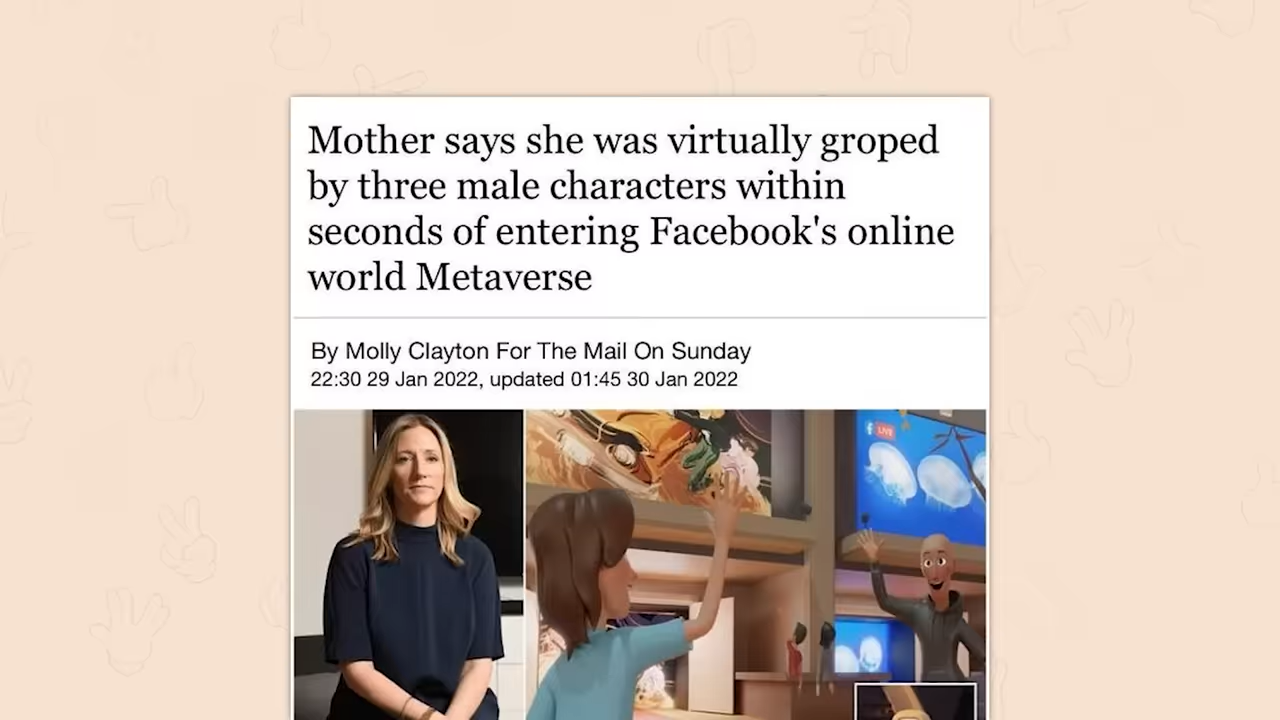 Mother says she was virtually groped
by three male characters within
seconds of entering Facebook's online
world Metaverse
By Molly Clayton For The Mail On Sunday
22:30 29 Jan 2022, updated 01:45 30 Jan 2022
f LIVE